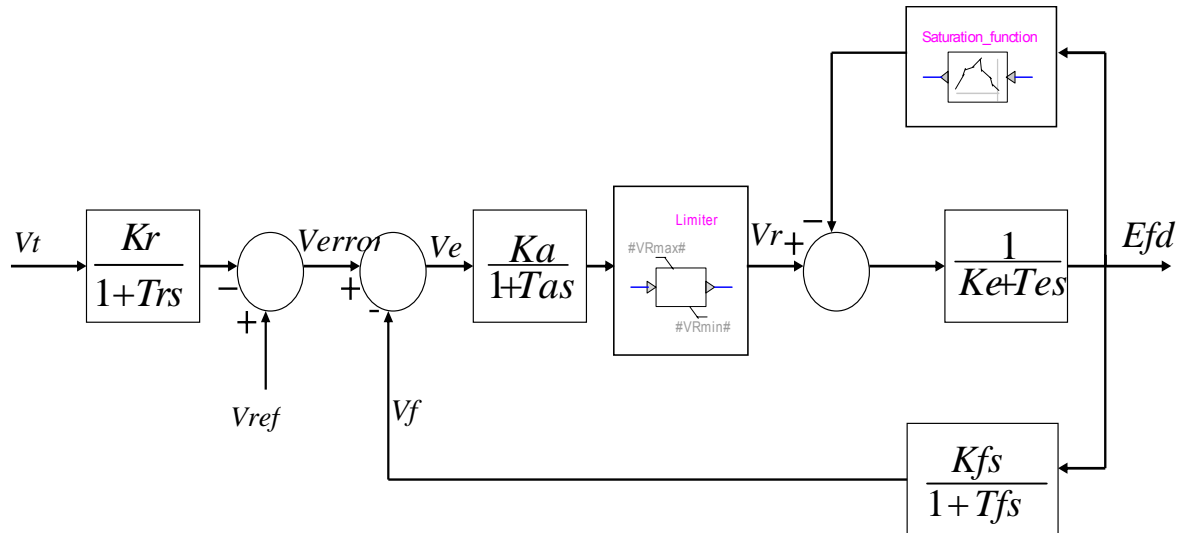 Saturation_function
Vt
Kr
1+Trs
−
+
Vref
Verror
+
-
Vf
Ve
Ka
1+Tas
Limiter
#VRmax#
#VRmin#
Vr
+
−
1
Ke+Tes
Efd
Kfs
1+Tfs